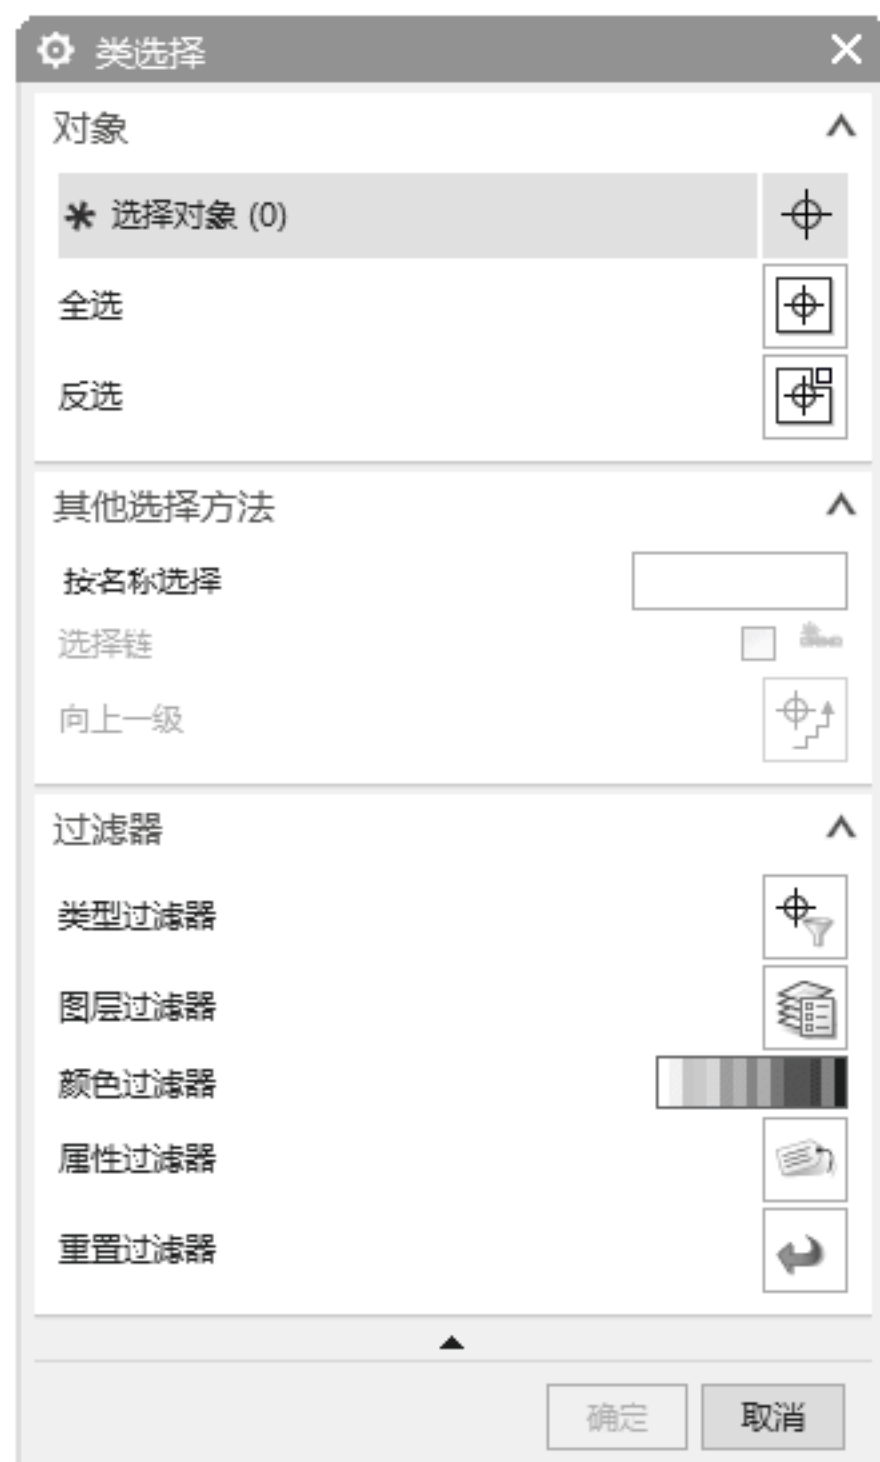 类选择
对象
* 选择对象 (0)
全选
反选
其他选择方法
按名称选择
选择链
向上一级
过滤器
类型过滤器
图层过滤器
颜色过滤器
属性过滤器
重置过滤器
确定 取消